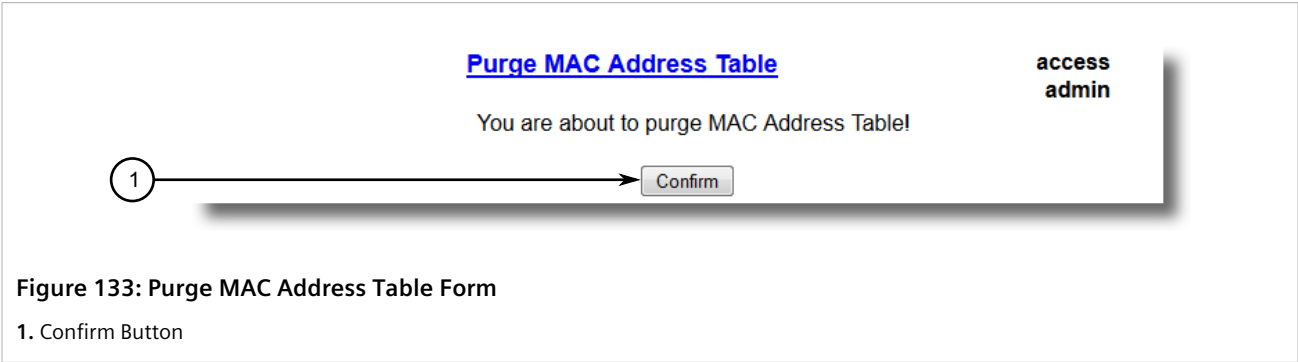 Purge MAC Address Table
access
admin
You are about to purge MAC Address Table!
1
Confirm
Figure 133: Purge MAC Address Table Form
1. Confirm Button